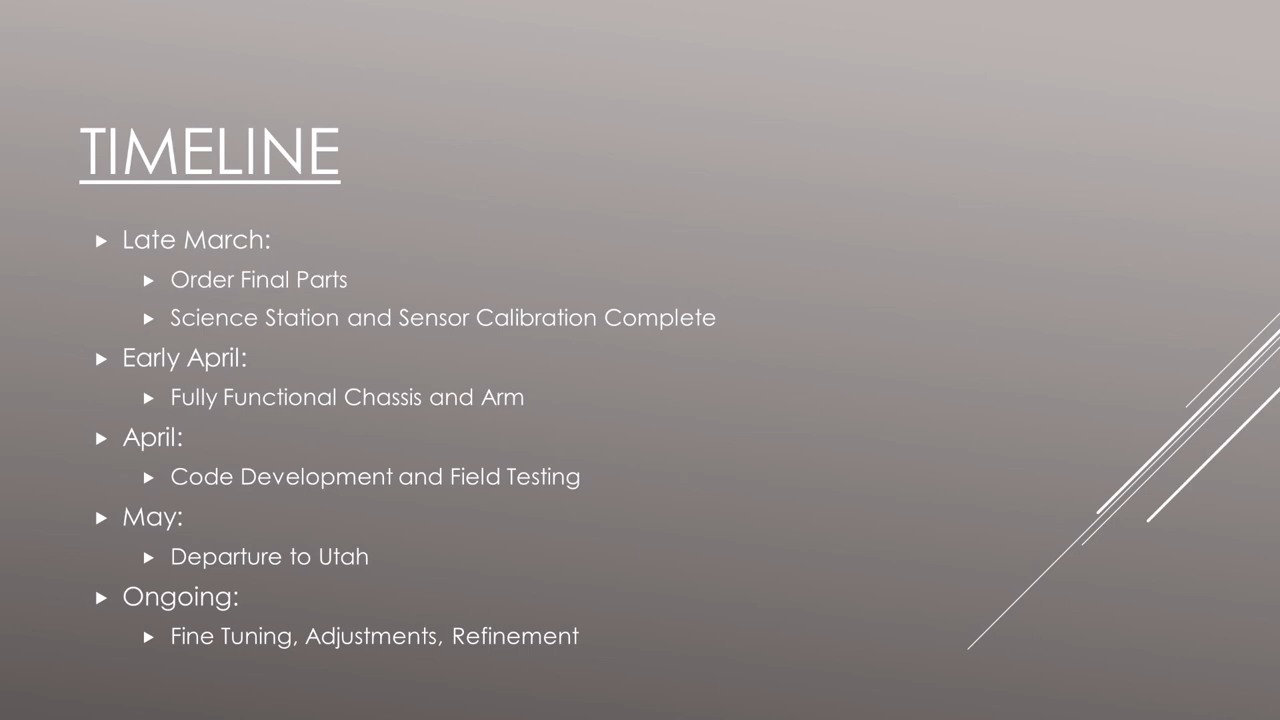 TIMELINE
Late March:
Order Final Parts
Science Station and Sensor Calibration Complete
Early April:
Fully Functional Chassis and Arm
April:
Code Development and Field Testing
May:
Departure to Utah
Ongoing:
Fine Tuning, Adjustments, Refinement